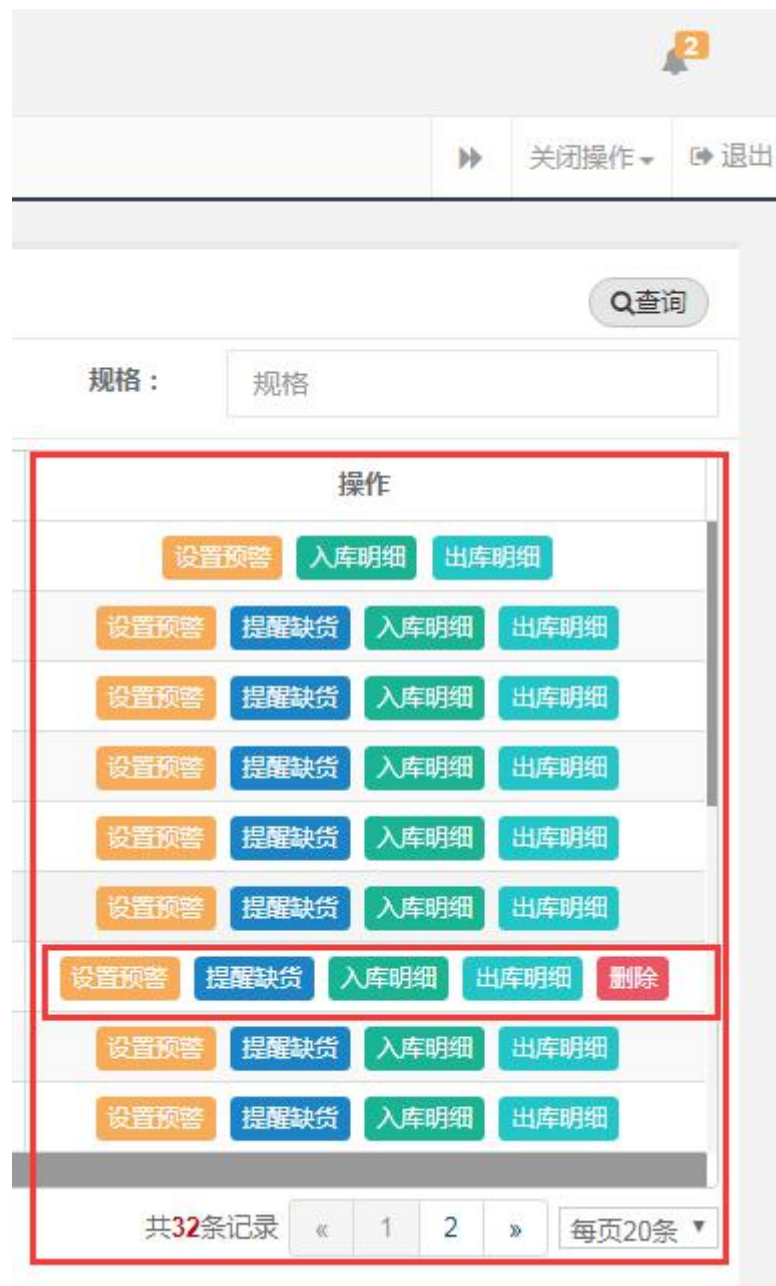 2
关闭操作 退出
查询
规格： 规格
操作
设置预警 入库明细 出库明细
设置预警 提醒缺货 入库明细 出库明细
设置预警 提醒缺货 入库明细 出库明细
设置预警 提醒缺货 入库明细 出库明细
设置预警 提醒缺货 入库明细 出库明细
设置预警 提醒缺货 入库明细 出库明细
设置预警 提醒缺货 入库明细 出库明细 删除
设置预警 提醒缺货 入库明细 出库明细
设置预警 提醒缺货 入库明细 出库明细
共32条记录 « 1 2 » 每页20条